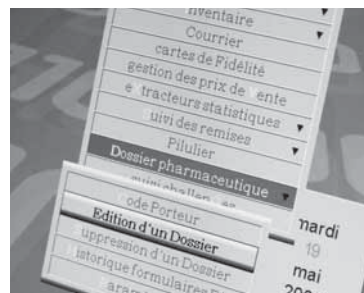 nventaire
Courrier
cartes de Fidélité
gestion des prix de ente
e tracteurs statistiques
uivi des remises
Pilulier
Dossier pharmaceutique
ode Porteur
Edition d'un Dossier
uppression d'un Dossier
istorique formulaires
mardi
19
mai